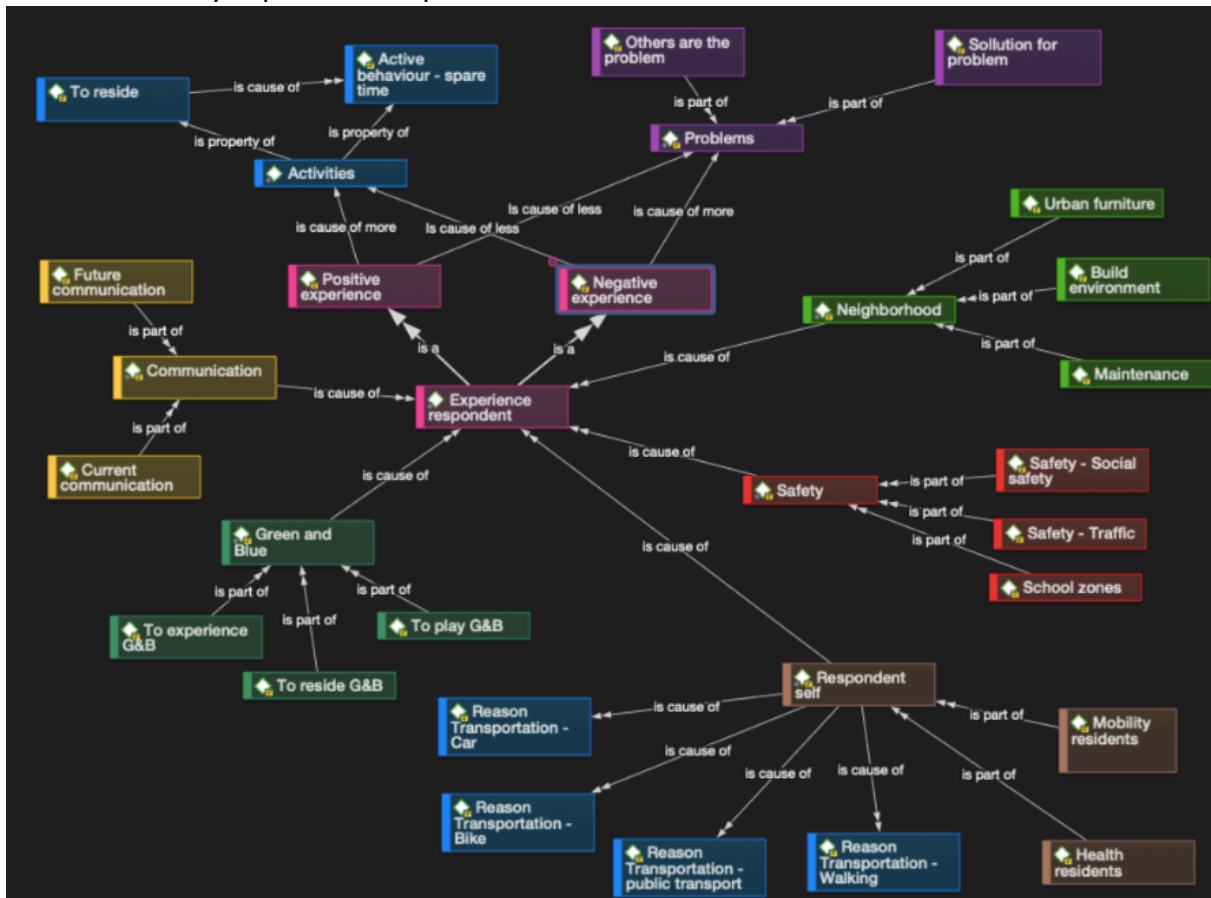 Others are the
problem
Sollution for
problem
Active
behaviour - spare
time
To reside
is cause of
is part of
is part of
is property of
is property of
Problems
Activities
Is cause of less
is cause of more
is cause of more
Is cause of less
Urban furniture
is part of
Future
communication
Positive
experience
Negative
experience
Build
environment
is part of
Neighborhood
is part of
is a
is a
is part of
is cause of
Communication
Maintenance
is cause of
Experience
respondent
is part of
Current
communication
is cause of
is cause of
Safety - Social
safety
is part of
Safety
is part of
Safety - Traffic
Green and
Blue
is part of
is cause of
School zones
is part of
is part of
is part of
To experience
G&B
To play G&B
To reside G&B
Respondent
self
Reason
Transportation -
Car
is cause of
is part of
Mobility
residents
is cause of
is cause of
is cause of
is part of
Reason
Transportation -
Bike
Reason
Transportation -
public transport
Reason
Transportation -
Walking
Health
residents